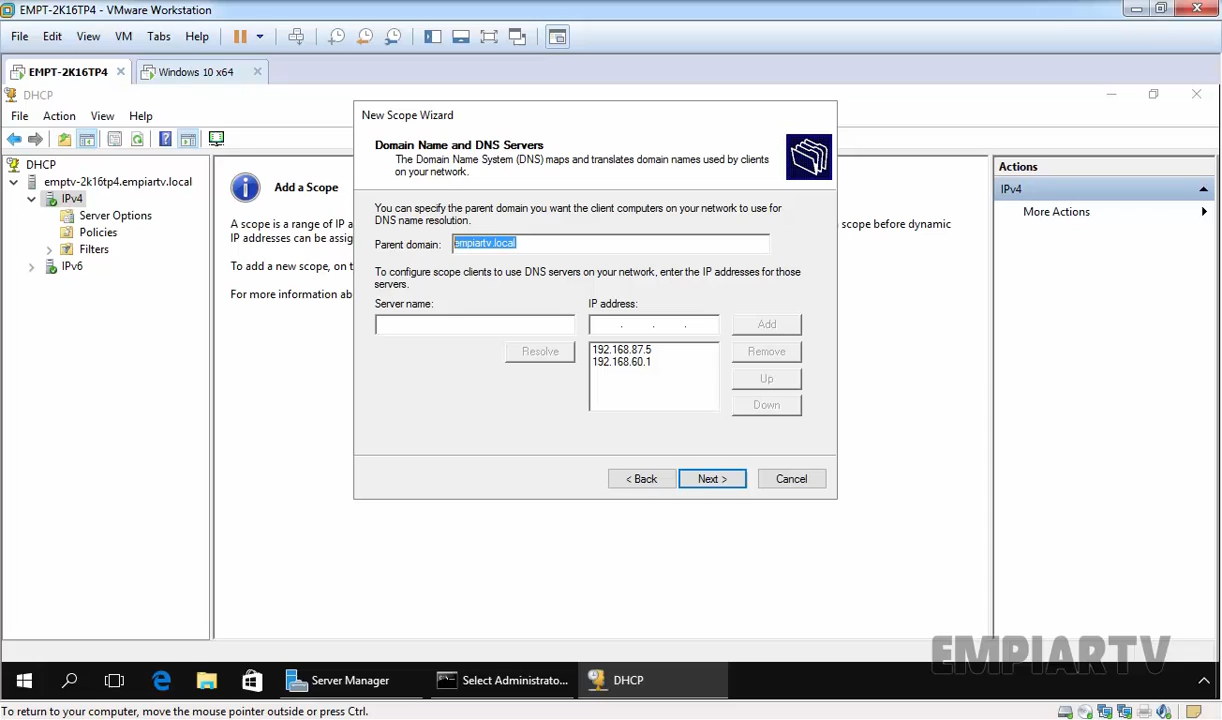 EMPT-2K16TP4 - VMware Workstation
File Edit View VM Tabs Help
EMPT-2K16TP4 Windows 10 x64
DHCP
File Action View Help
DHCP
emptv-2k16tp4.empiartv.local
IPv4
Server Options
Policies
Filters
IPv6
Add a Scope
A scope is a range of IP a
IP addresses can be assig
To add a new scope, on t
For more information ab
scope before dynamic
New Scope Wizard
Domain Name and DNS Servers
The Domain Name System (DNS) maps and translates domain names used by clients
on your network.
You can specify the parent domain you want the client computers on your network to use for
DNS name resolution.
Parent domain: empiartv.local
To configure scope clients to use DNS servers on your network, enter the IP addresses for those
servers.
Server name: IP address:
. . . Add
Resolve
192.168.87.5
192.168.60.1
Remove
Up
Down
< Back Next > Cancel
Actions
IPv4
More Actions
EMPIARTV
Server Manager Select Administrato... DHCP
To return to your computer, move the mouse pointer outside or press Ctrl.